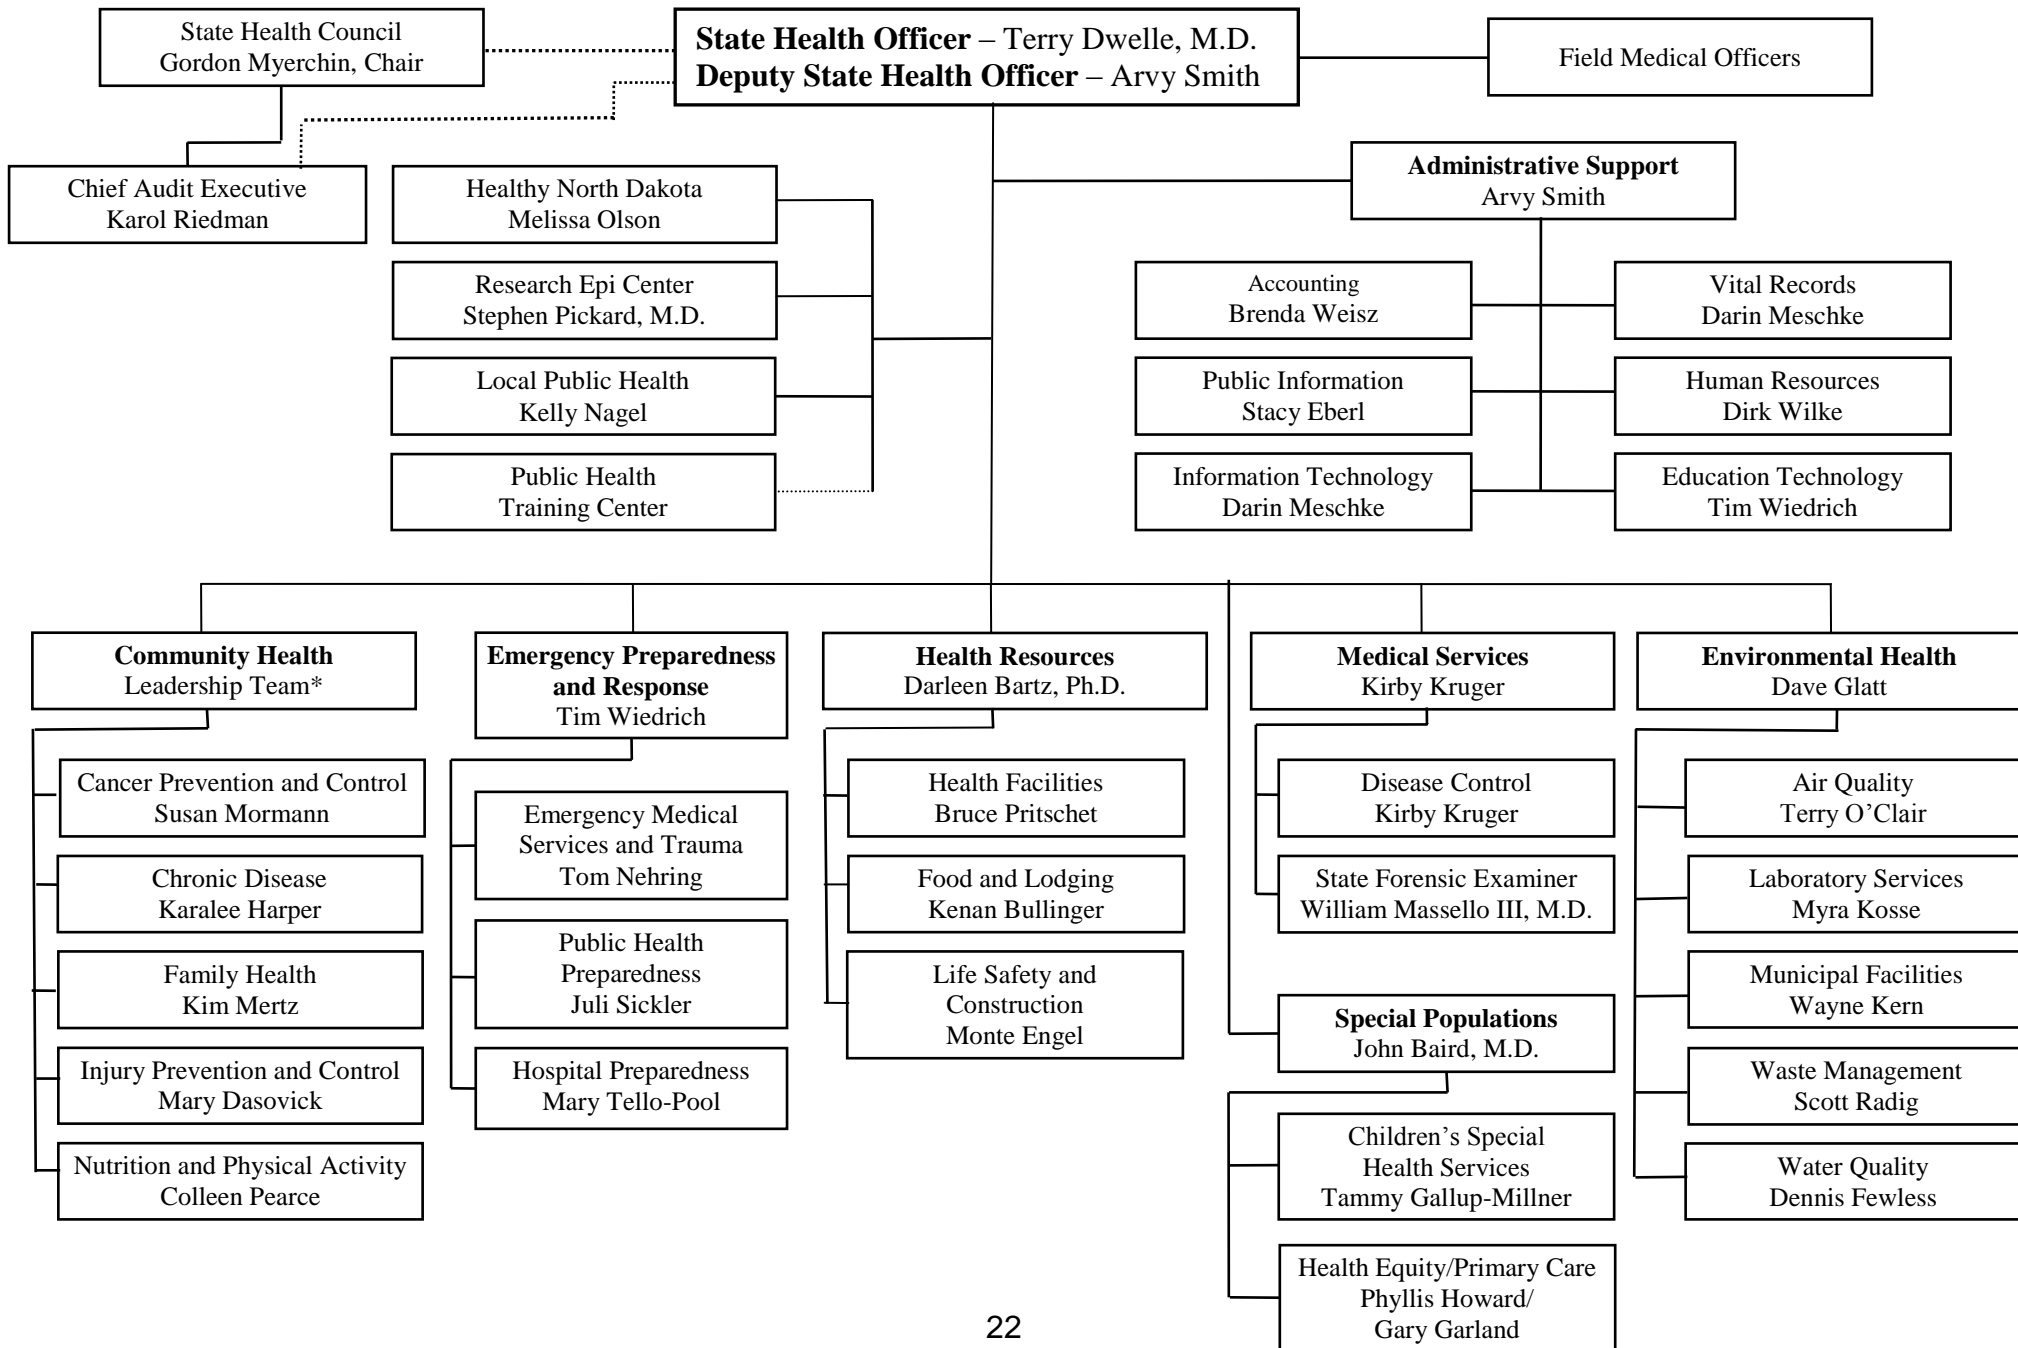 State Health Council
Gordon Myerchin, Chair
State Health Officer – Terry Dwelle, M.D.
Deputy State Health Officer – Arvy Smith
Field Medical Officers
Chief Audit Executive
Karol Riedman
Healthy North Dakota
Melissa Olson
Research Epi Center
Stephen Pickard, M.D.
Local Public Health
Kelly Nagel
Public Health
Training Center
Administrative Support
Arvy Smith
Accounting
Brenda Weisz
Vital Records
Darin Meschke
Public Information
Stacy Eberl
Human Resources
Dirk Wilke
Information Technology
Darin Meschke
Education Technology
Tim Wiedrich
Community Health
Leadership Team*
Cancer Prevention and Control
Susan Mormann
Chronic Disease
Karalee Harper
Family Health
Kim Mertz
Injury Prevention and Control
Mary Dasovick
Nutrition and Physical Activity
Colleen Pearce
Emergency Preparedness
and Response
Tim Wiedrich
Emergency Medical
Services and Trauma
Tom Nehring
Public Health
Preparedness
Juli Sickler
Hospital Preparedness
Mary Tello-Pool
Health Resources
Darleen Bartz, Ph.D.
Health Facilities
Bruce Pritschet
Food and Lodging
Kenan Bullinger
Life Safety and
Construction
Monte Engel
Medical Services
Kirby Kruger
Disease Control
Kirby Kruger
State Forensic Examiner
William Massello III, M.D.
Special Populations
John Baird, M.D.
Children’s Special
Health Services
Tammy Gallup-Millner
Health Equity/Primary Care
Phyllis Howard/
Gary Garland
Environmental Health
Dave Glatt
Air Quality
Terry O’Clair
Laboratory Services
Myra Kosse
Municipal Facilities
Wayne Kern
Waste Management
Scott Radig
Water Quality
Dennis Fewless
22